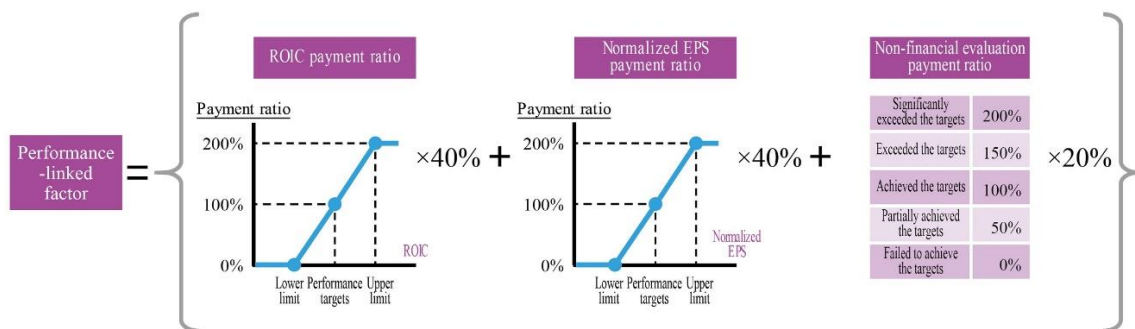 Performance
-linked
factor
=
ROIC payment ratio
Payment ratio
200%
100%
0%
ROIC
Lower
limit
Performance
targets
Upper
limit
×40%
+
Normalized EPS
payment ratio
Payment ratio
200%
100%
0%
Normalized
EPS
Lower
limit
Performance
targets
Upper
limit
×40%
+
Non-financial evaluation
payment ratio
Significantly
exceeded the targets
200%
Exceeded the targets
150%
Achieved the targets
100%
Partially achieved
the targets
50%
Failed to achieve
the targets
0%
×20%